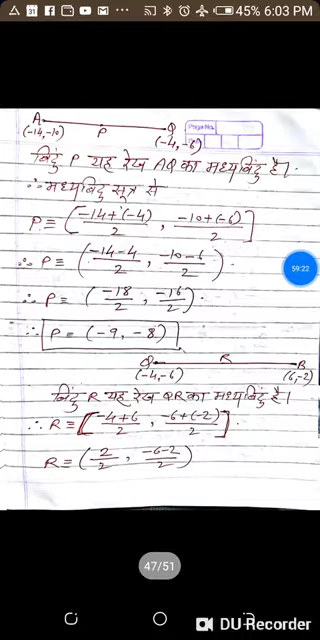 31 45% 6:03 PM
A P Q
(-14, -10) (-4, -6)
Page No.
बिंदु P यह रेख AQ का मध्यबिंदु है।
∴ मध्यबिंदु सूत्र से
P ≡ [(-14+(-4))/2 , (-10+(-6))/2]
∴ P ≡ ((-14-4)/2 , (-10-6)/2).
59:22
∴ P ≡ (-18/2 , -16/2).
∴ P ≡ (-9, -8)
Q R B
(-4, -6) (6, -2)
बिंदु R यह रेख QB का मध्यबिंदु है।
∴ R ≡ [(-4+6)/2 , (-6+(-2))/2].
R ≡ (2/2 , (-6-2)/2)
47/51
DU-Recorder